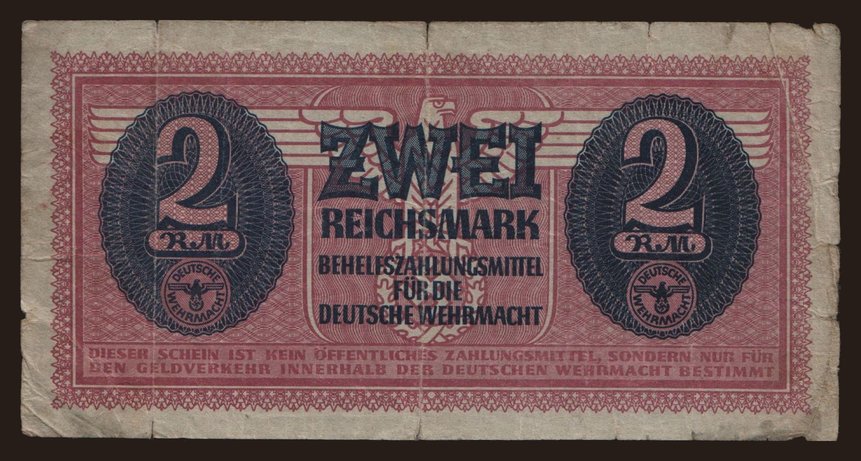 2
R.M
DEUTSCHE
WEHRMACHT
ZWEI
REICHSMARK
BEHELFSZAHLUNGSMITTEL
FÜR DIE
DEUTSCHE WEHRMACHT
2
R.M
DEUTSCHE
WEHRMACHT
DIESER SCHEIN IST KEIN ÖFFENTLICHES ZAHLUNGSMITTEL, SONDERN NUR FÜR
DEN GELDVERKEHR INNERHALB DER DEUTSCHEN WEHRMACHT BESTIMMT